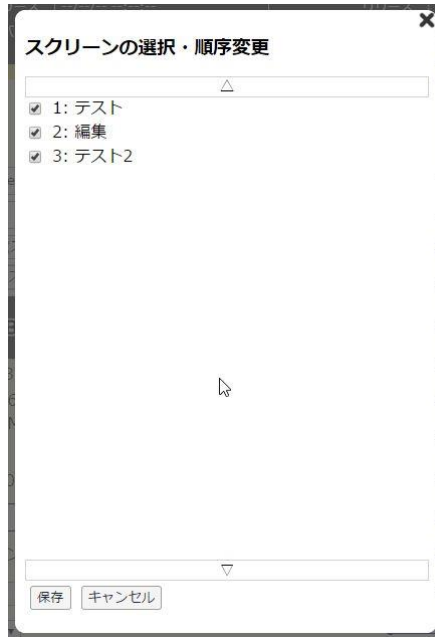 スクリーンの選択・順序変更
△
1: テスト
2: 編集
3: テスト2
▽
保存 キャンセル